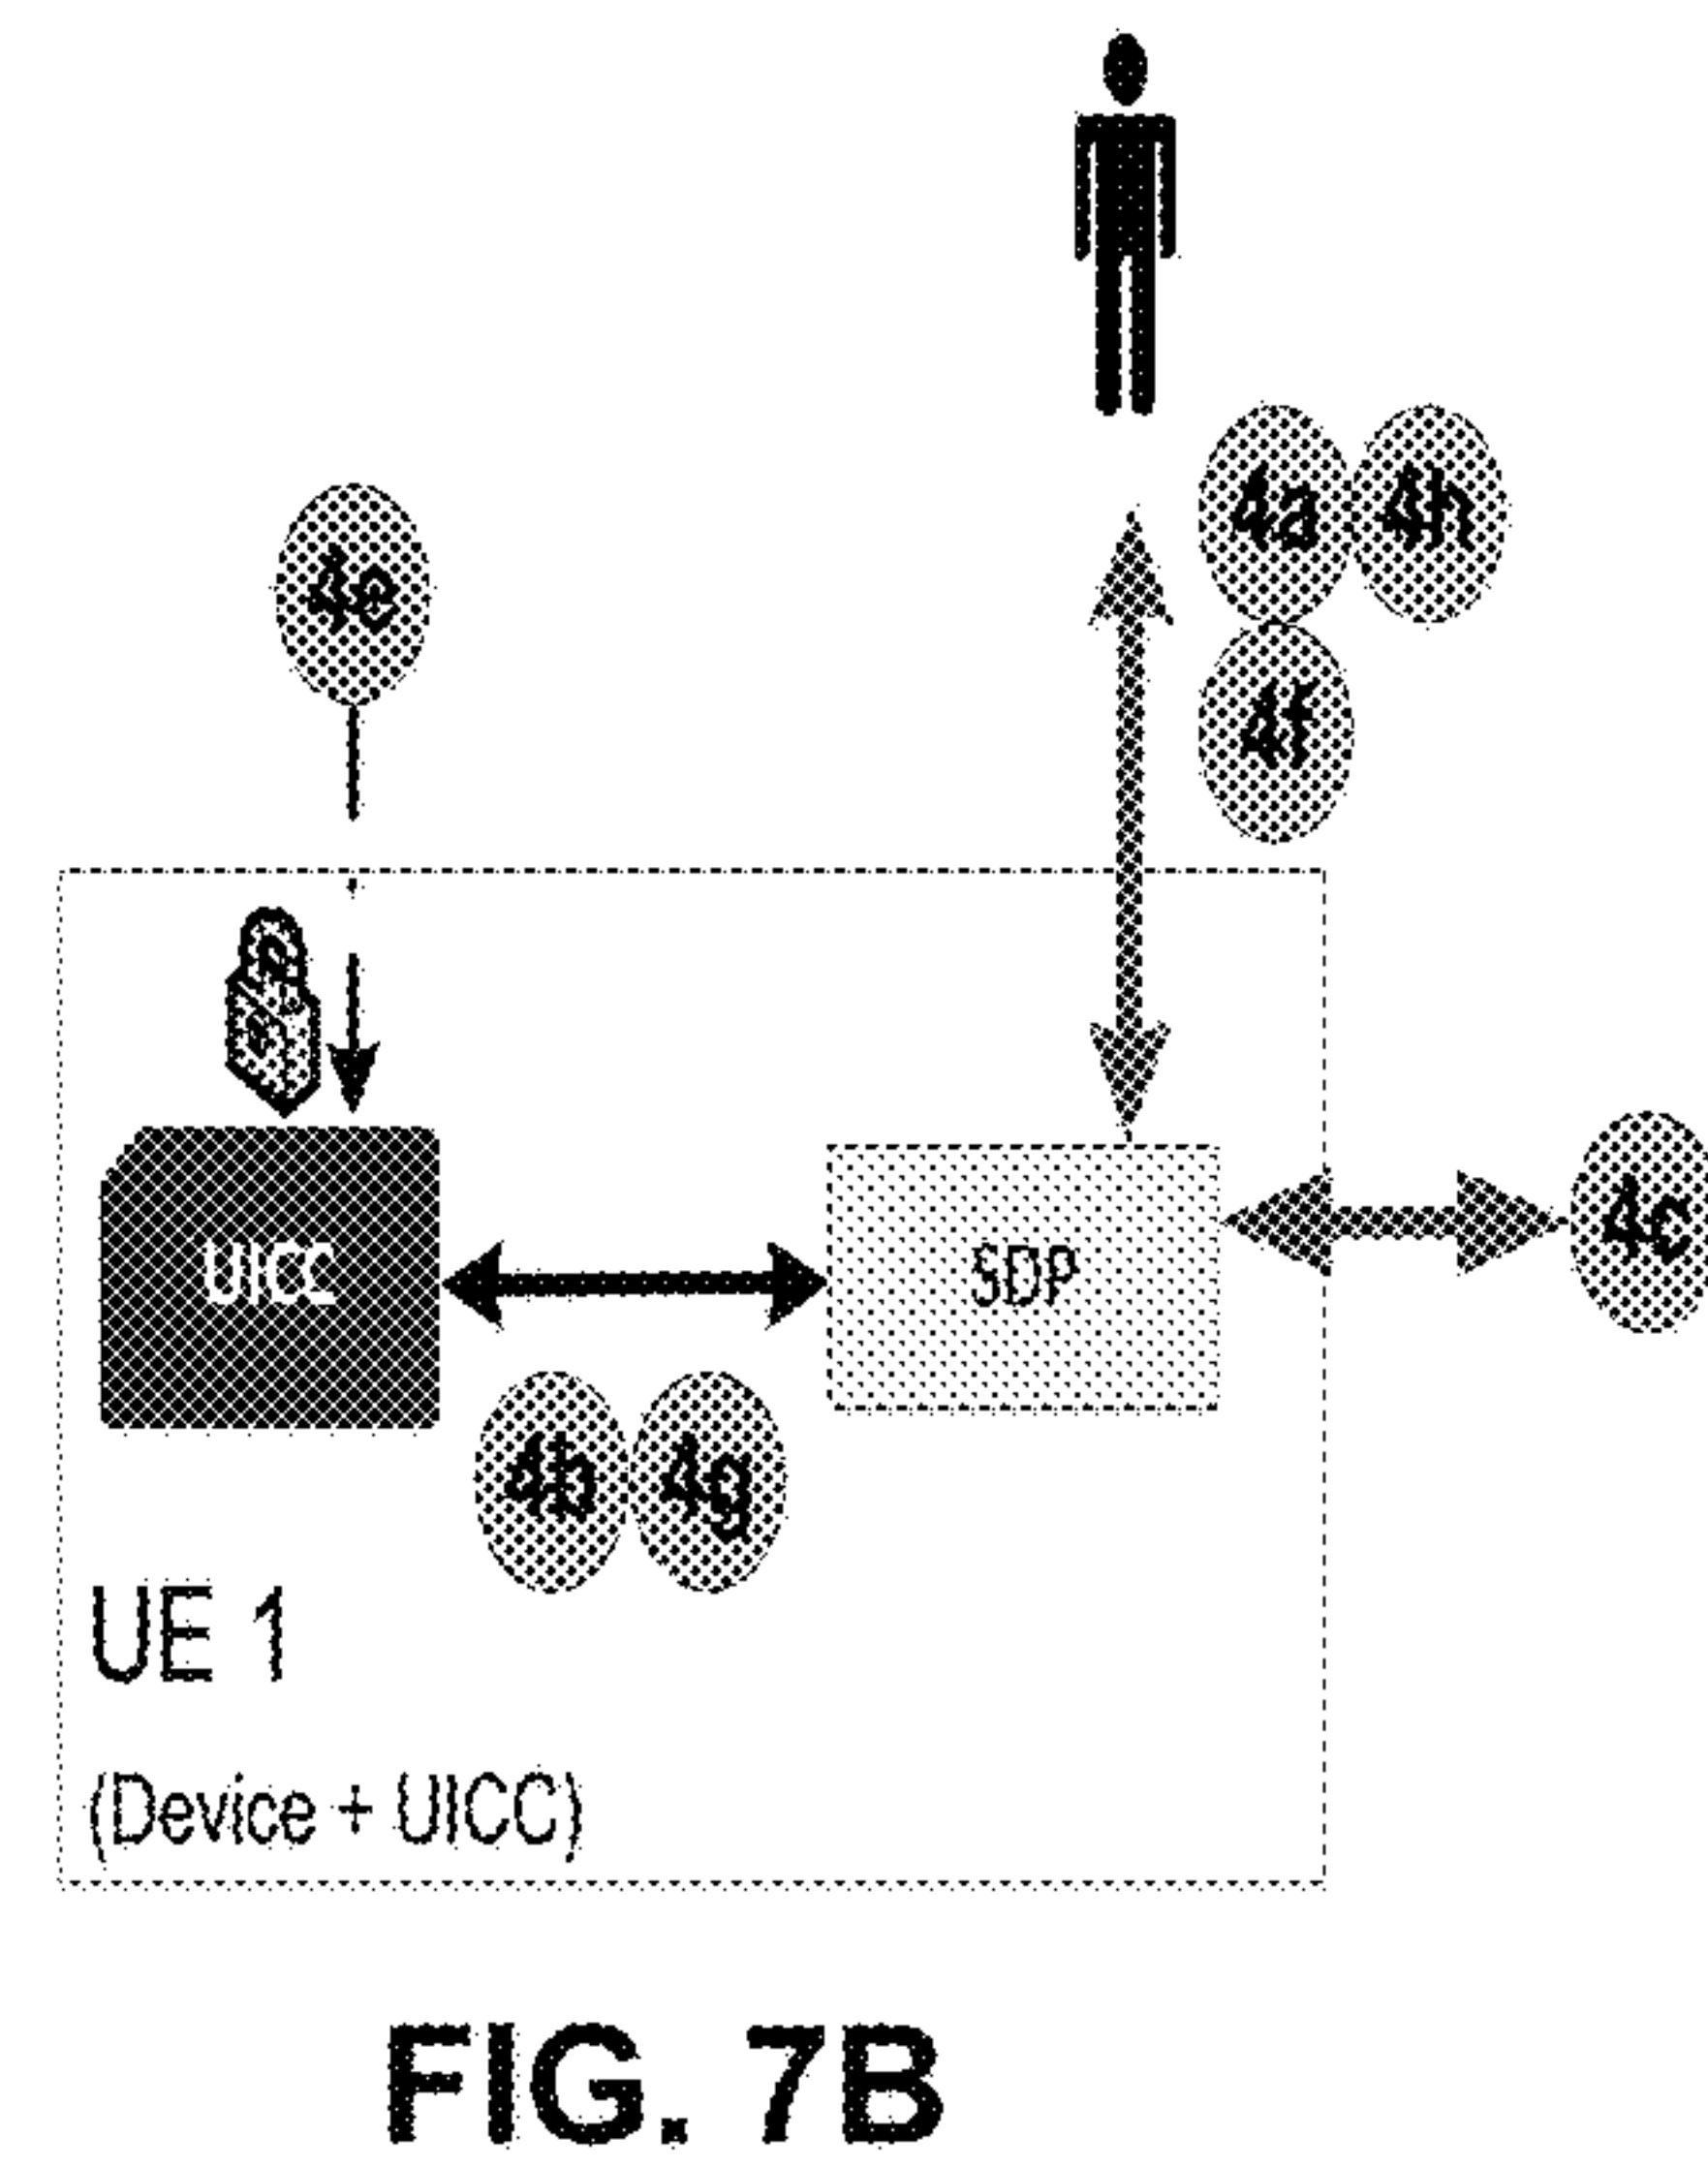 4a 4h
4e
4f
UICC
SDP
4c
4b 4g
UE 1
(Device + UICC)
FIG. 7B